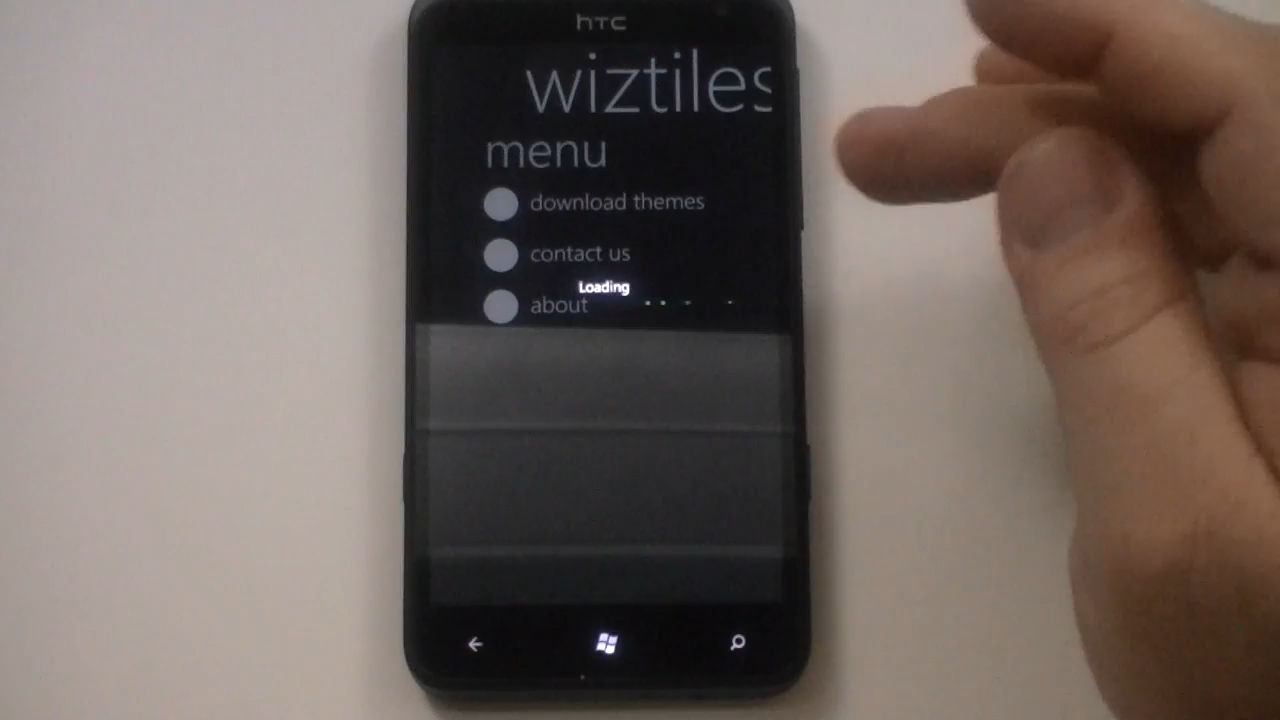 hTC
wiztiles
menu
download themes
contact us
Loading
about